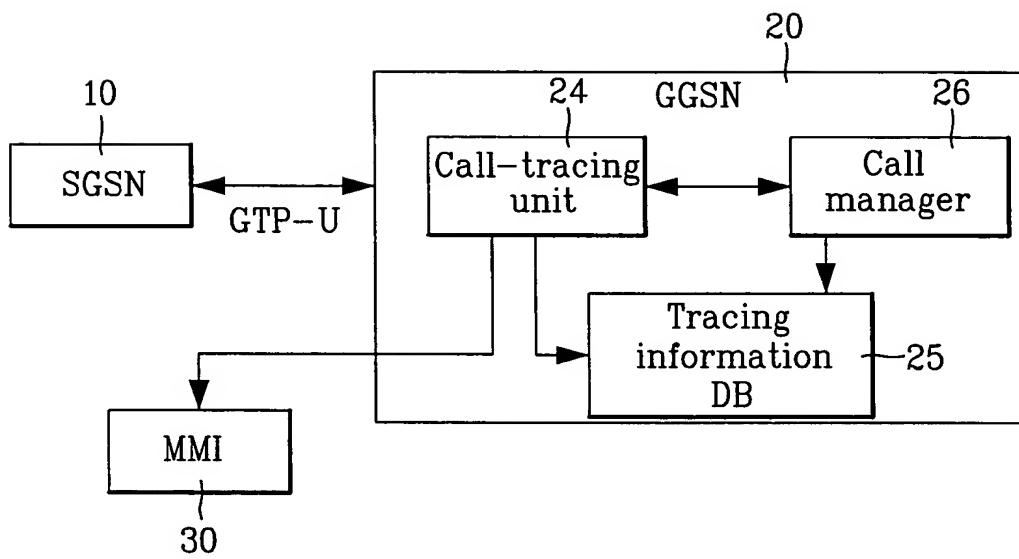 20
10
24
GGSN
26
SGSN
Call-tracing
unit
Call
manager
GTP-U
Tracing
information
DB
25
MMI
30